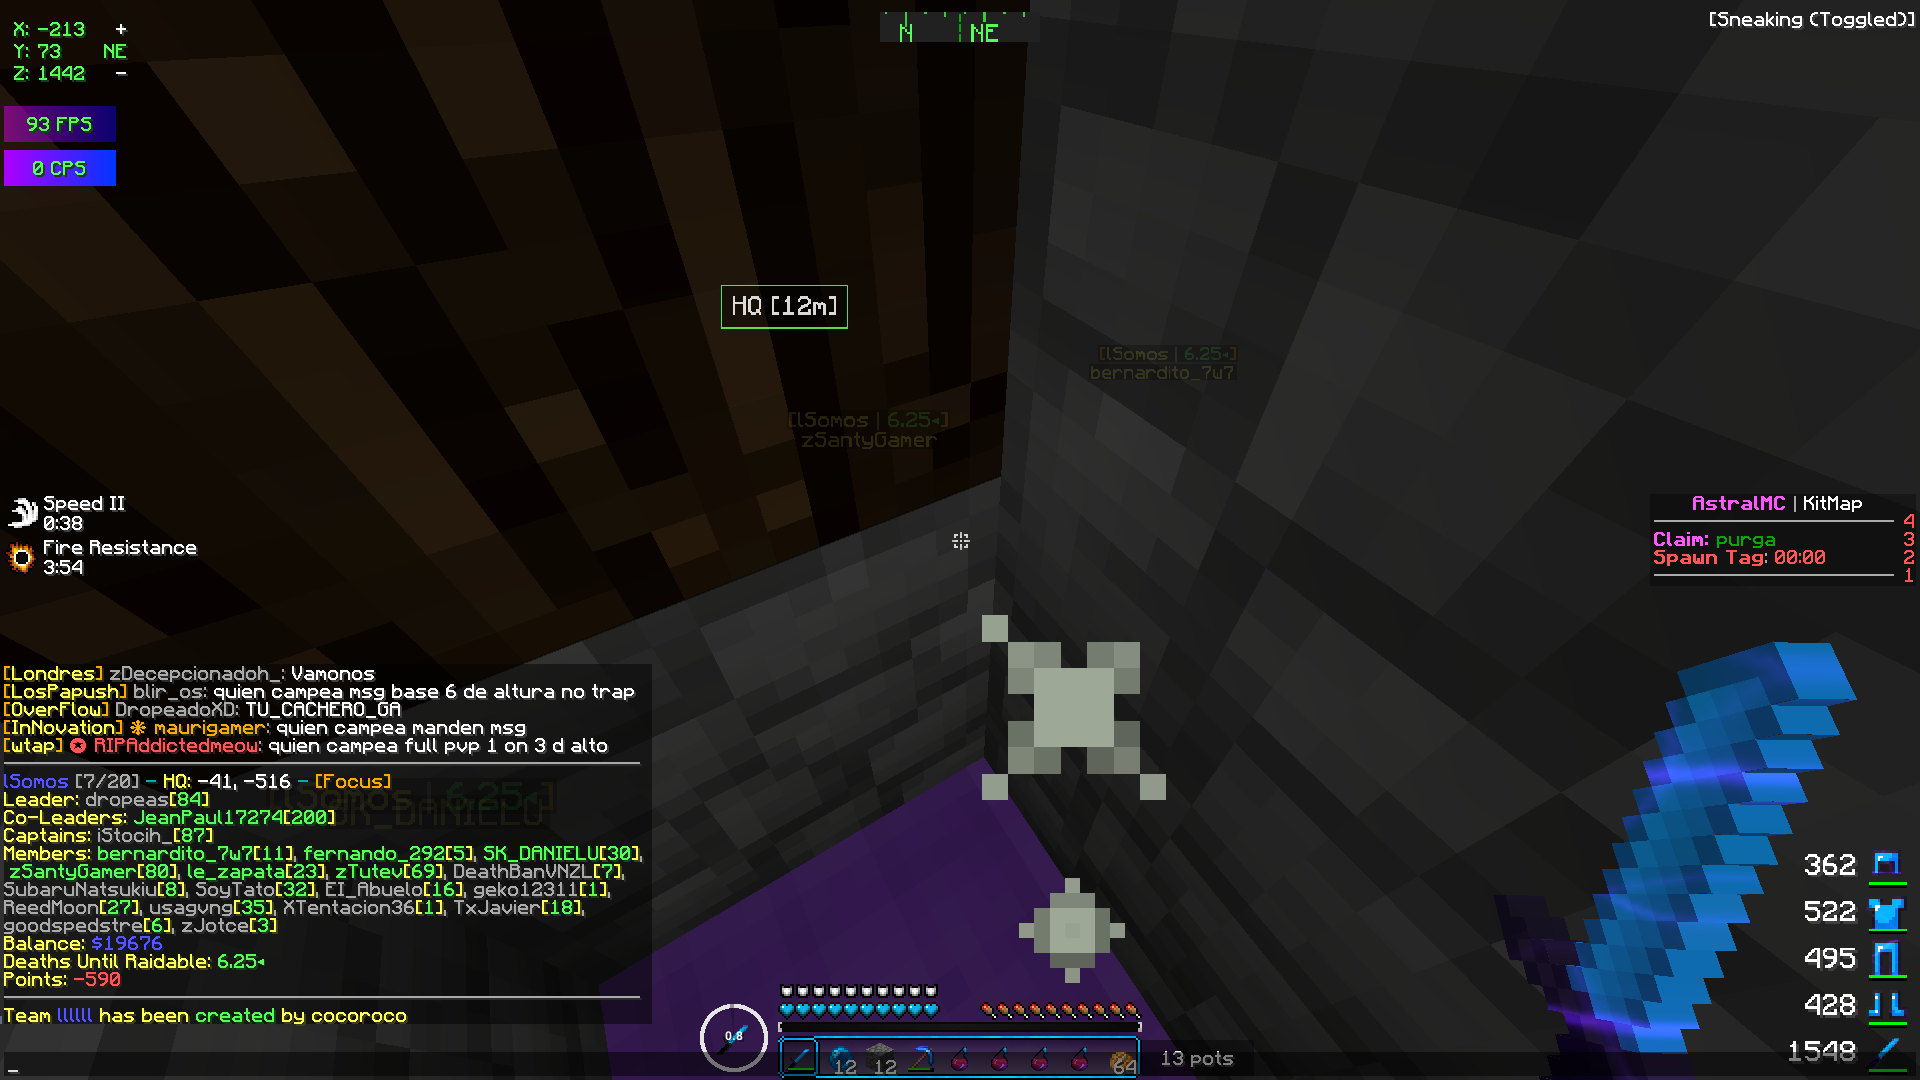 X: -213 +
Y: 73 NE
Z: 1442 -
93 FPS
0 CPS
N NE
[Sneaking (Toggled)]
HQ [12m]
[lSomos | 6.25◂]
bernardito_7w7
[lSomos | 6.25◂]
zSantyGamer
Speed II
0:38
Fire Resistance
3:54
AstralMC | KitMap
4
Claim: purga 3
Spawn Tag: 00:00 2
1
[Londres] zDecepcionadoh_: Vamonos
[LosPapush] blir_os: quien campea msg base 6 de altura no trap
[OverFlow] DropeadoXD: TU_CACHERO_GA
[InNovation] ❃ maurigamer: quien campea manden msg
[wtap] ✪ RIPAddictedmeow: quien campea full pvp 1 on 3 d alto
lSomos [7/20] - HQ: -41, -516 - [Focus]
Leader: dropeas[84]
Co-Leaders: JeanPaul17274[200]
Captains: iStocih_[87]
Members: bernardito_7w7[11], fernando_292[5], SK_DANIELU[30],
zSantyGamer[80], le_zapata[23], zTutev[69], DeathBanVNZL[7],
SubaruNatsukiu[8], SoyTato[32], EI_Abuelo[16], geko12311[1],
ReedMoon[27], usagvng[35], XTentacion36[1], TxJavier[18],
goodspedstre[6], zJotce[3]
Balance: $19676
Deaths Until Raidable: 6.25◂
Points: -590
Team llllll has been created by cocoroco
[lSomos | 6.25◂]
SK_DANIELU
_
0.8
12 12 64
13 pots
362
522
495
428
1548